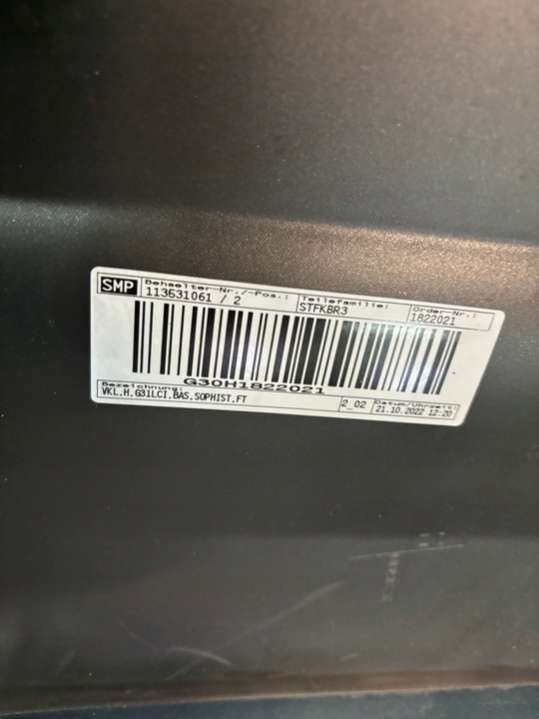 SMP
Behaelter-Nr./-Pos.:
113631061 / 2
Teilefamilie:
STFKBR3
Order-Nr.:
1822021
G30H1822021
Bezeichnung:
VKL,H,G31LCI,BAS,SOPHIST,FT
2_02
Datum/Uhrzeit:
21.10.2022 12:20